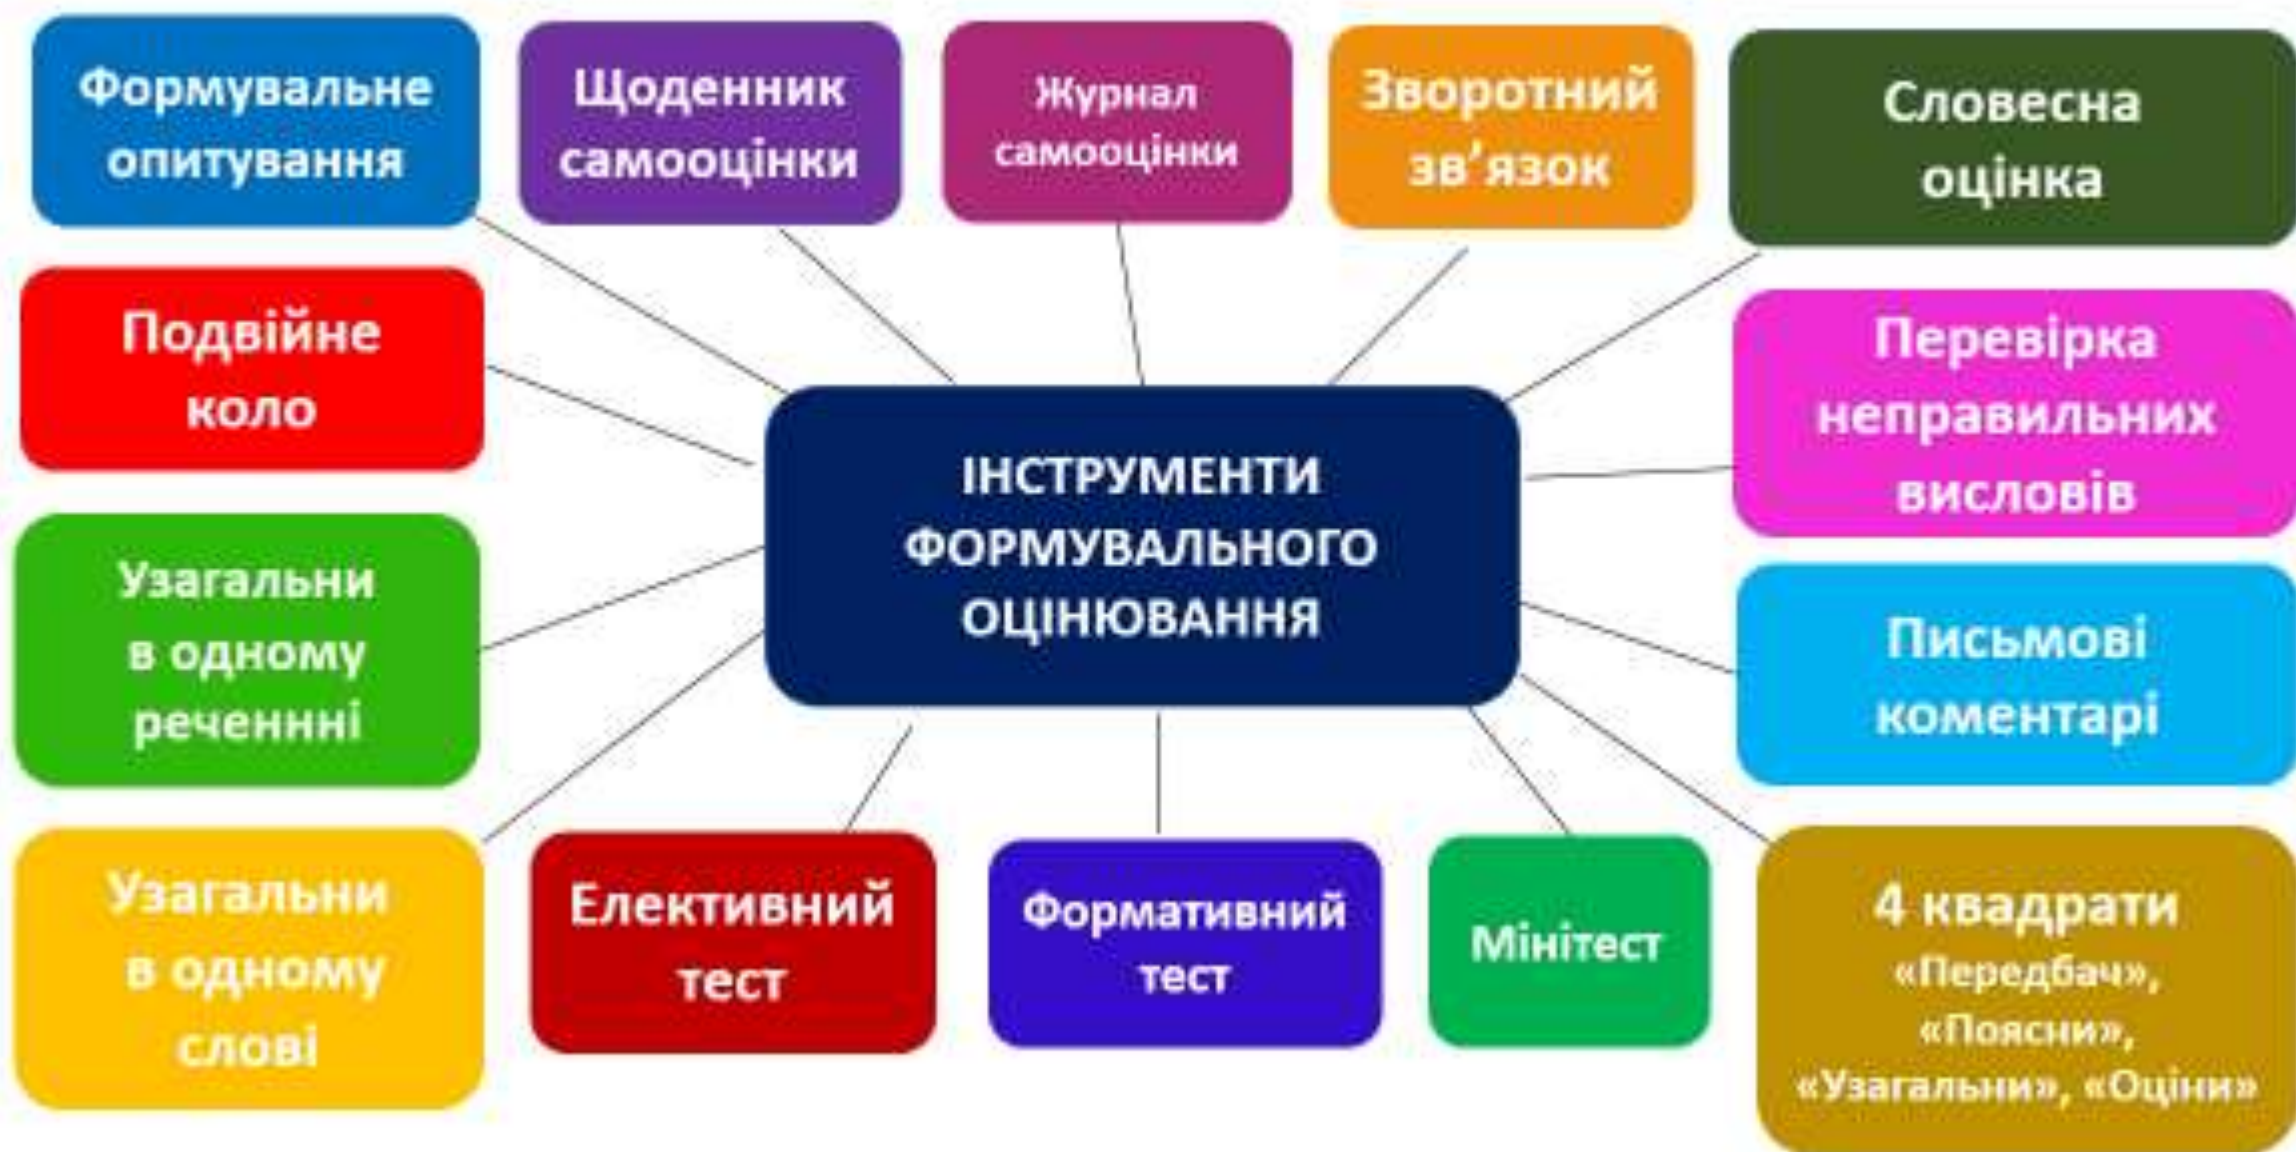 Формувальне
опитування
Щоденник
самооцінки
Журнал
самооцінки
Зворотний
зв’язок
Словесна
оцінка
Подвійне
коло
Перевірка
неправильних
висловів
ІНСТРУМЕНТИ
ФОРМУВАЛЬНОГО
ОЦІНЮВАННЯ
Узагальни
в одному
реченнні
Письмові
коментарі
Узагальни
в одному
слові
Елективний
тест
Формативний
тест
Мінітест
4 квадрати
«Передбач»,
«Поясни»,
«Узагальни», «Оціни»